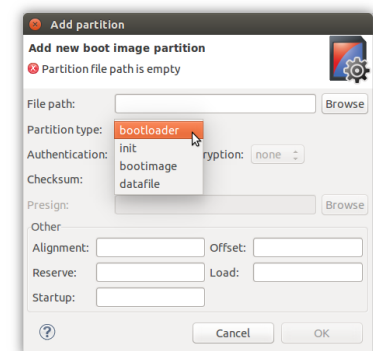 Add partition
Add new boot image partition
Partition file path is empty
File path: Browse
Partition type: bootloader
init
Authentication: ryption: none
bootimage
datafile
Checksum:
Presign: Browse
Other
Alignment: Offset:
Reserve: Load:
Startup:
? Cancel OK